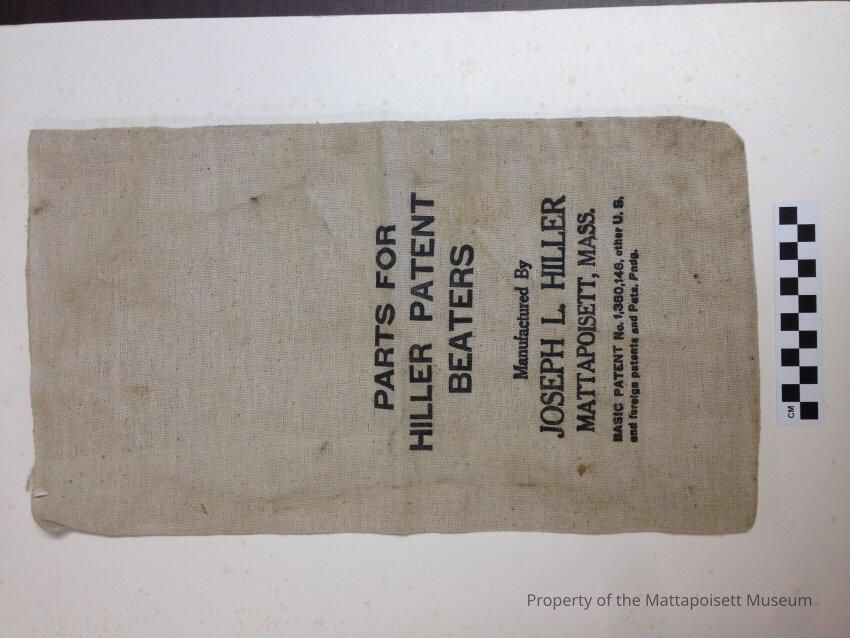 PARTS FOR
HILLER PATENT
BEATERS
Manufactured By
JOSEPH L. HILLER
MATTAPOISETT, MASS.
BASIC PATENT No. 1,380,146, other U. S.
and foreign patents and Pats. Pndg.
CM
Property of the Mattapoisett Museum